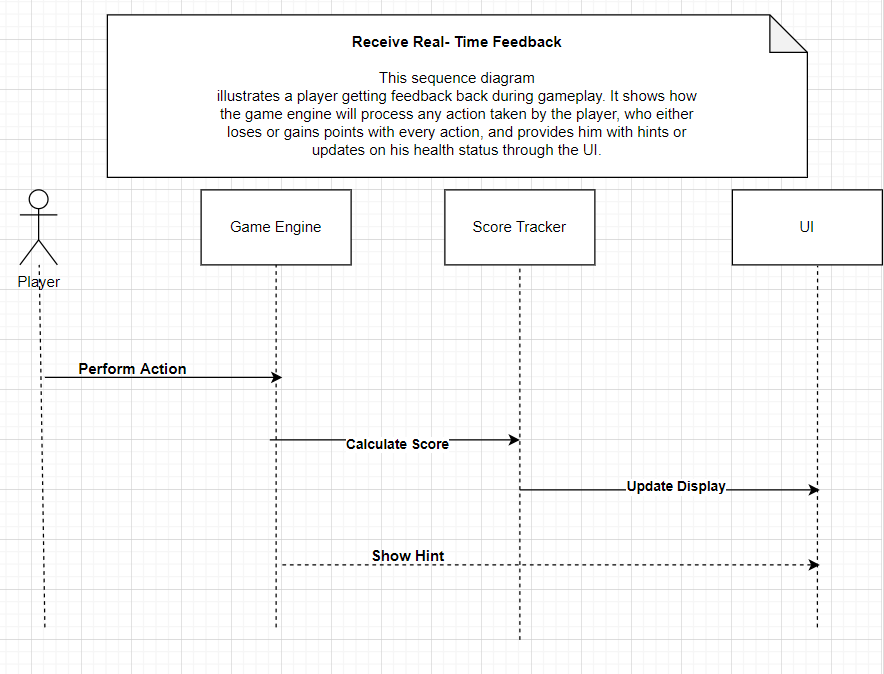 Receive Real- Time Feedback
This sequence diagram
illustrates a player getting feedback back during gameplay. It shows how
the game engine will process any action taken by the player, who either
loses or gains points with every action, and provides him with hints or
updates on his health status through the UI.
Game Engine
Score Tracker
UI
Player
Perform Action
Calculate Score
Update Display
Show Hint